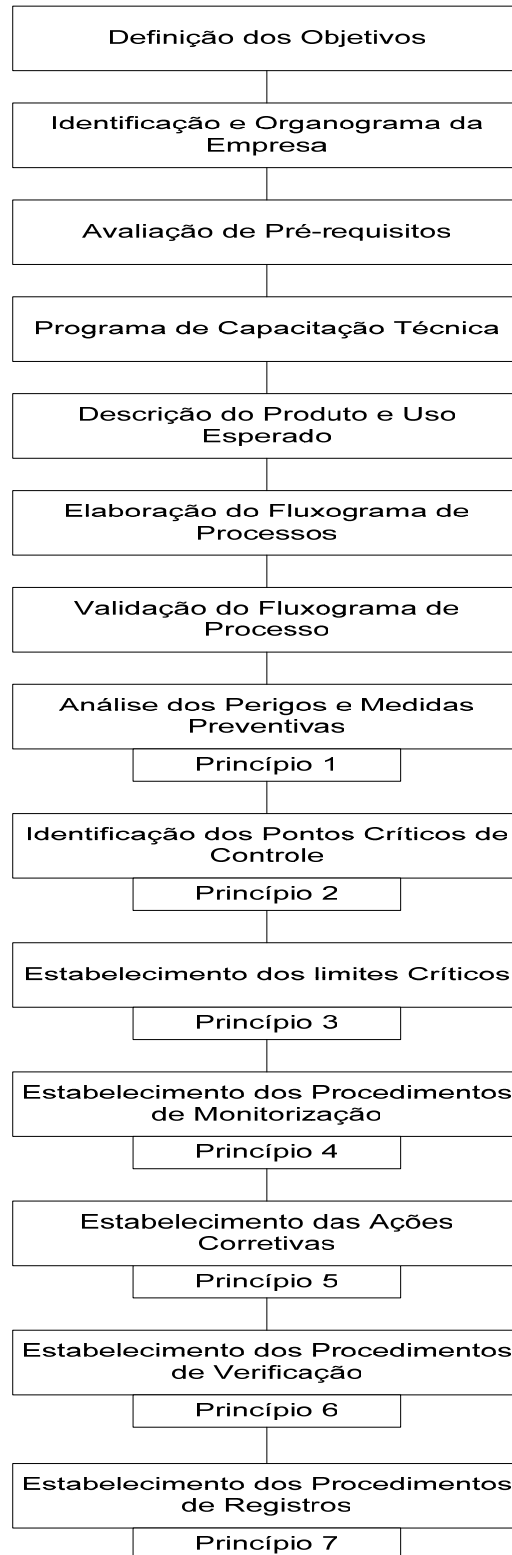 Definição dos Objetivos
Identificação e Organograma da
Empresa
Avaliação de Pré-requisitos
Programa de Capacitação Técnica
Descrição do Produto e Uso
Esperado
Elaboração do Fluxograma de
Processos
Validação do Fluxograma de
Processo
Análise dos Perigos e Medidas
Preventivas
Princípio 1
Identificação dos Pontos Críticos de
Controle
Princípio 2
Estabelecimento dos limites Críticos
Princípio 3
Estabelecimento dos Procedimentos
de Monitorização
Princípio 4
Estabelecimento das Ações
Corretivas
Princípio 5
Estabelecimento dos Procedimentos
de Verificação
Princípio 6
Estabelecimento dos Procedimentos
de Registros
Princípio 7